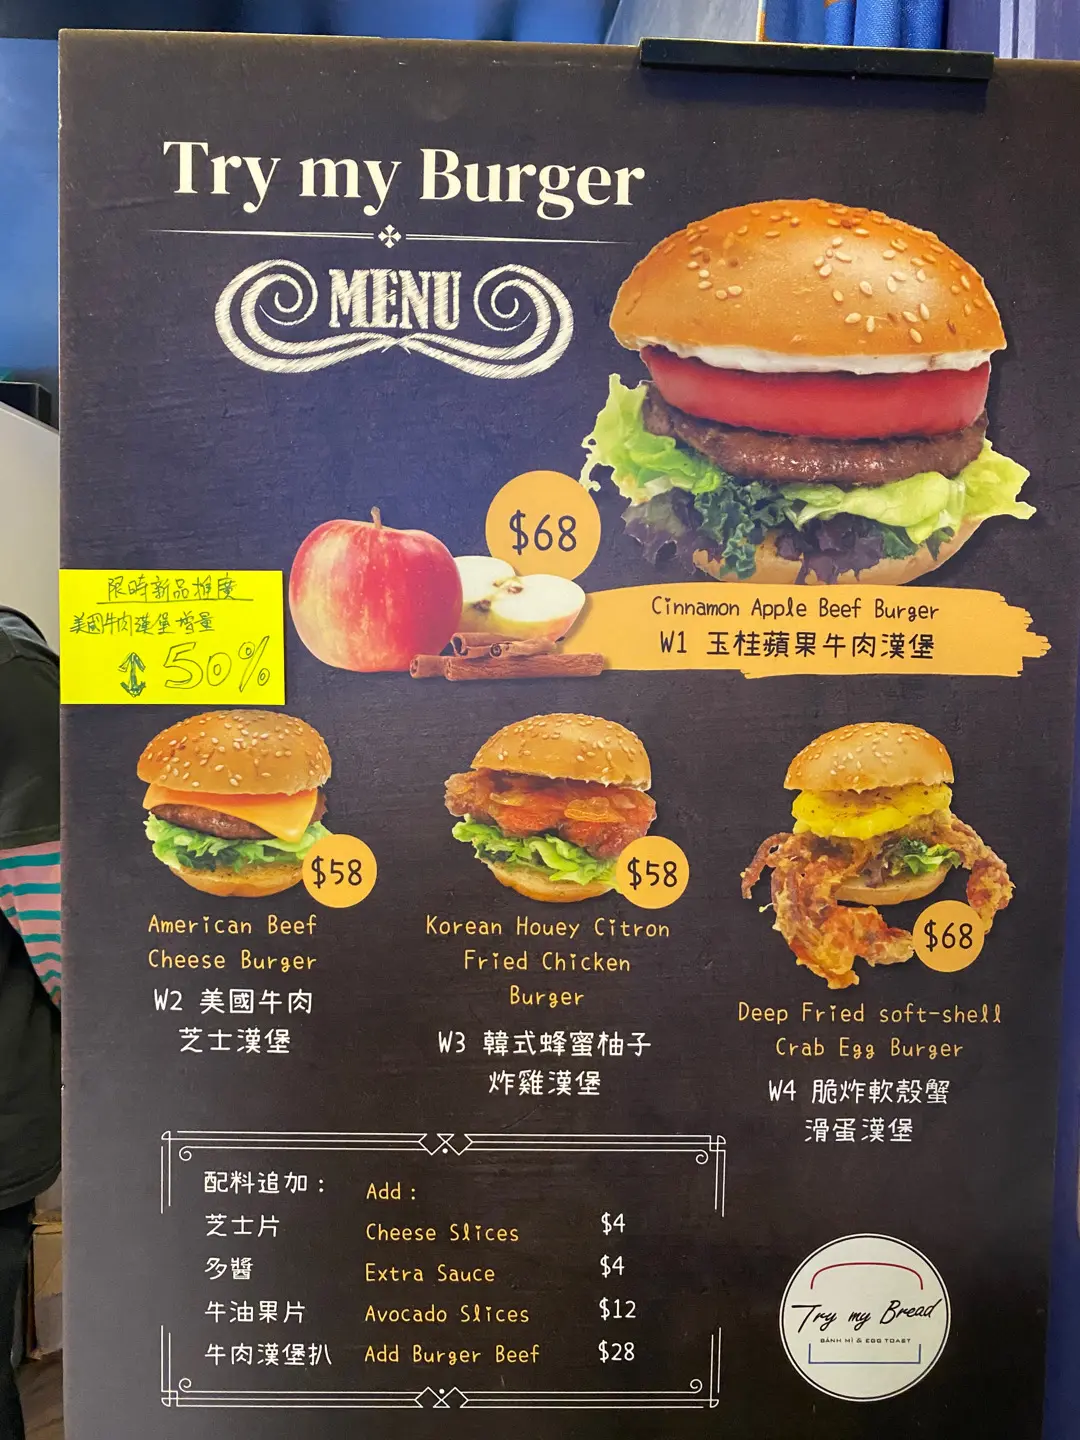 Try my Burger
MENU
$68
Cinnamon Apple Beef Burger
W1 玉桂蘋果牛肉漢堡
限時新品推廣
美國牛肉漢堡增量
50%
$58
American Beef
Cheese Burger
W2 美國牛肉
芝士漢堡
$58
Korean Houey Citron
Fried Chicken
Burger
W3 韓式蜂蜜柚子
炸雞漢堡
$68
Deep Fried soft-shell
Crab Egg Burger
W4 脆炸軟殼蟹
滑蛋漢堡
配料追加： Add：
芝士片 Cheese Slices $4
多醬 Extra Sauce $4
牛油果片 Avocado Slices $12
牛肉漢堡扒 Add Burger Beef $28
Try my Bread
BÁNH MÌ & EGG TOAST